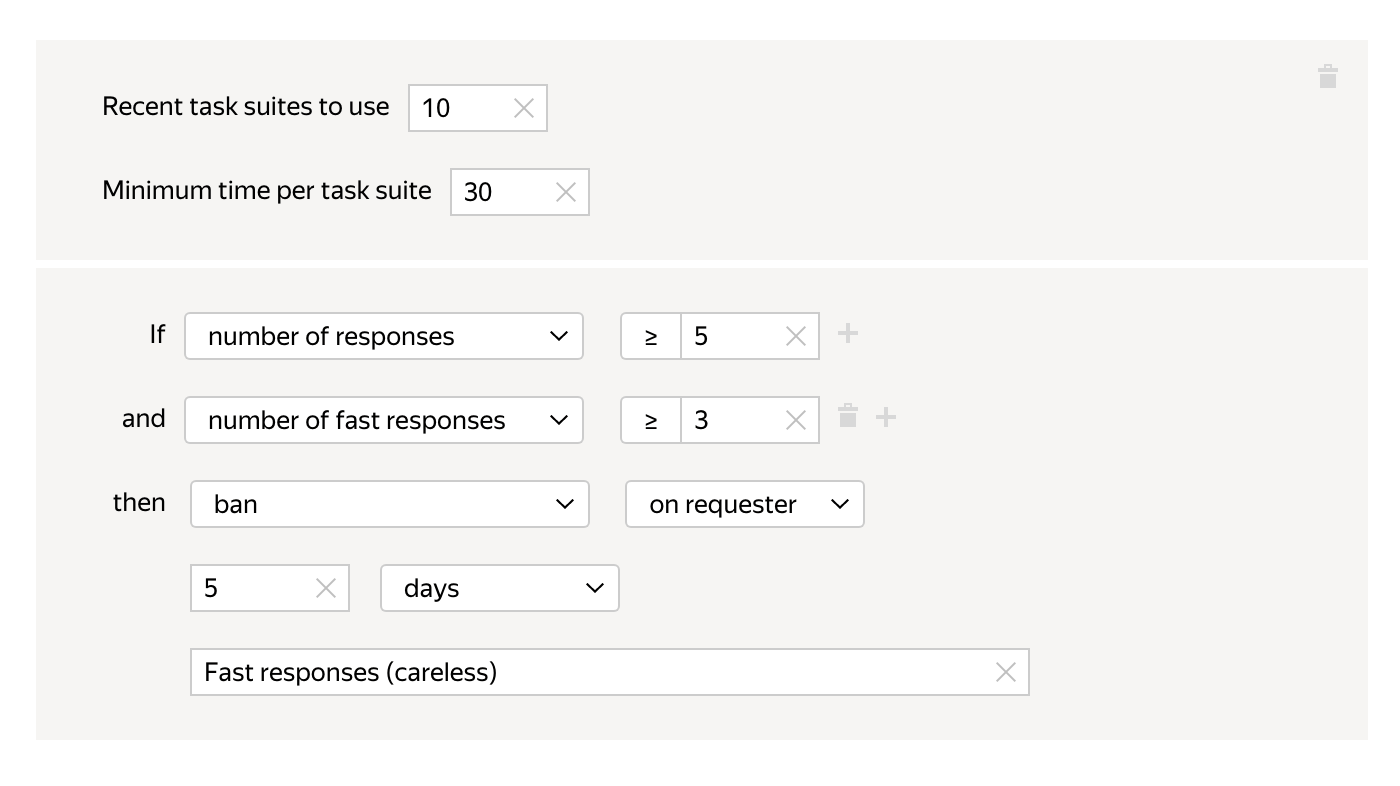 Recent task suites to use 10
Minimum time per task suite 30
If number of responses ≥ 5
and number of fast responses ≥ 3
then ban on requester
5 days
Fast responses (careless)